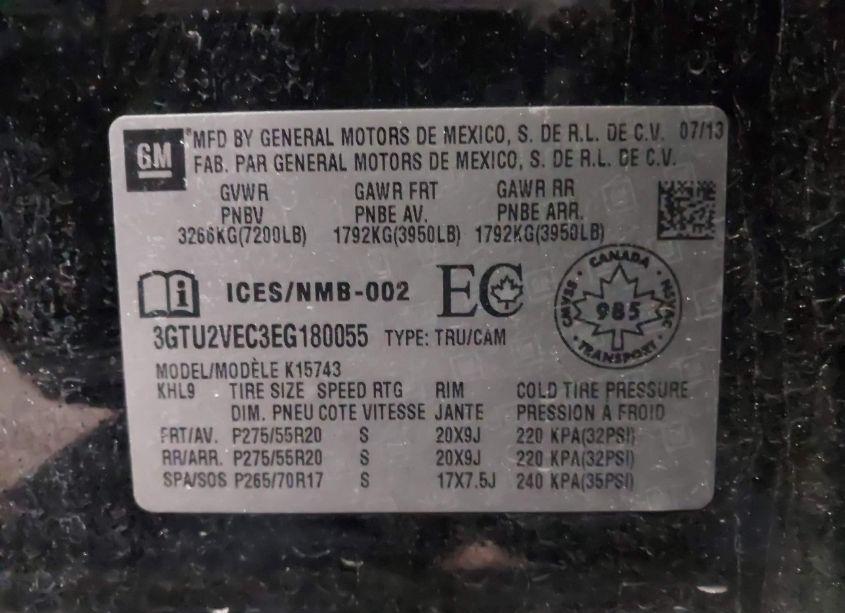 GM
MFD BY GENERAL MOTORS DE MEXICO, S. DE R.L. DE C.V. 07/13
FAB. PAR GENERAL MOTORS DE MEXICO, S. DE R.L. DE C.V.
GVWR GAWR FRT GAWR RR
PNBV PNBE AV. PNBE ARR.
3266KG(7200LB) 1792KG(3950LB) 1792KG(3950LB)
i ICES/NMB-002 EC
CANADA
CMVSS 985 NSVAC
TRANSPORT
3GTU2VEC3EG180055 TYPE: TRU/CAM
MODEL/MODÈLE K15743
KHL9 TIRE SIZE SPEED RTG RIM COLD TIRE PRESSURE
DIM. PNEU COTE VITESSE JANTE PRESSION A FROID
FRT/AV. P275/55R20 S 20X9J 220 KPA(32PSI)
RR/ARR. P275/55R20 S 20X9J 220 KPA(32PSI)
SPA/SOS P265/70R17 S 17X7.5J 240 KPA(35PSI)